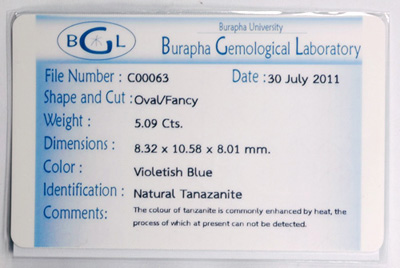 BGL
Burapha University
Burapha Gemological Laboratory
File Number : C00063 Date : 30 July 2011
Shape and Cut : Oval/Fancy
Weight : 5.09 Cts.
Dimensions : 8.32 x 10.58 x 8.01 mm.
Color : Violetish Blue
Identification : Natural Tanazanite
Comments: The colour of tanzanite is commonly enhanced by heat, the
process of which at present can not be detected.